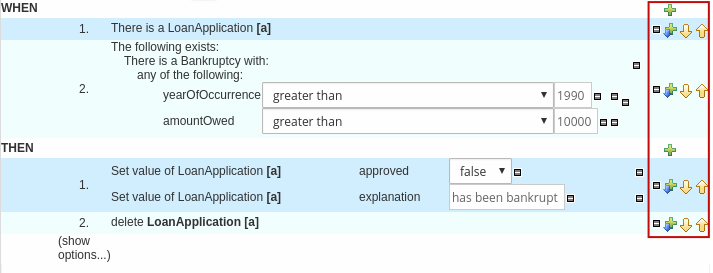 WHEN
1. There is a LoanApplication [a]
The following exists:
There is a Bankruptcy with:
any of the following:
2.
yearOfOccurrence greater than 1990
amountOwed greater than 10000
THEN
1.
Set value of LoanApplication [a] approved false
Set value of LoanApplication [a] explanation has been bankrupt
2. delete LoanApplication [a]
(show
options...)